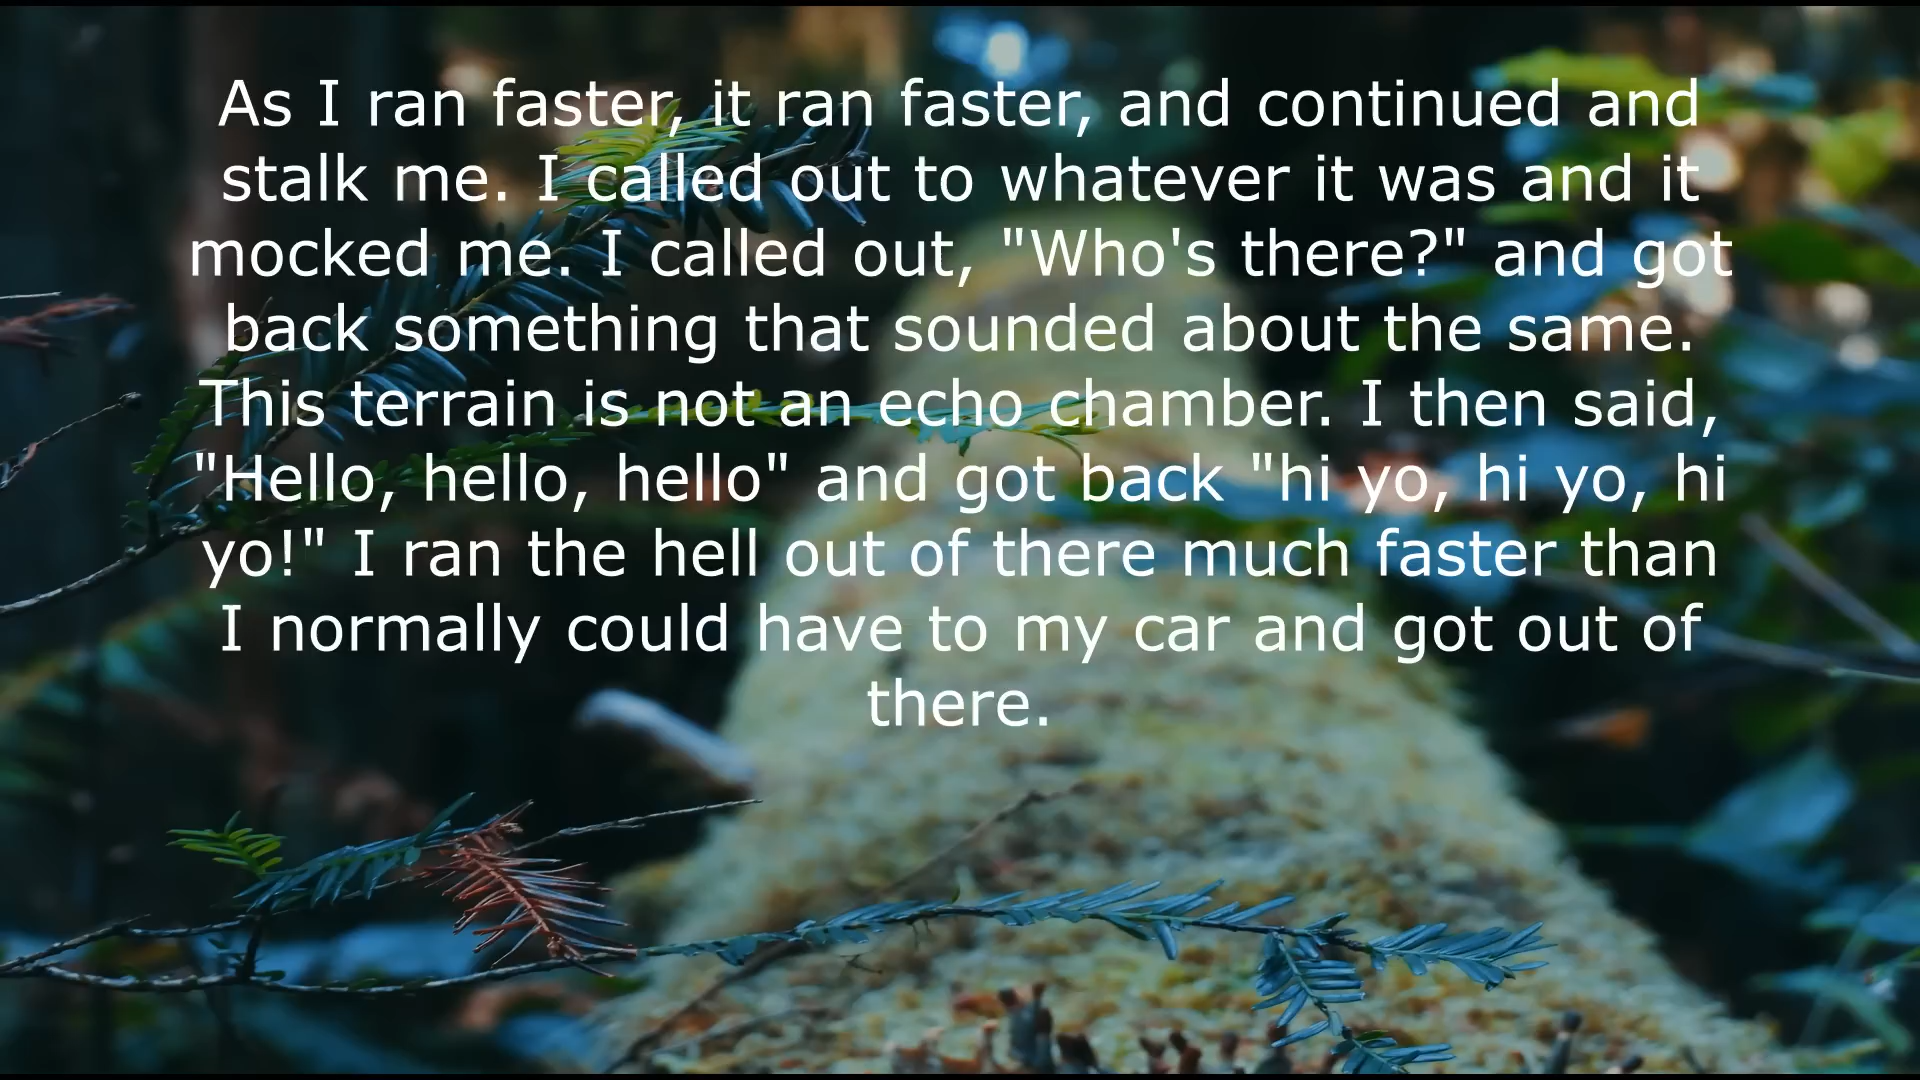 As I ran faster, it ran faster, and continued and
stalk me. I called out to whatever it was and it
mocked me. I called out, "Who's there?" and got
back something that sounded about the same.
This terrain is not an echo chamber. I then said,
"Hello, hello, hello" and got back "hi yo, hi yo, hi
yo!" I ran the hell out of there much faster than
I normally could have to my car and got out of
there.